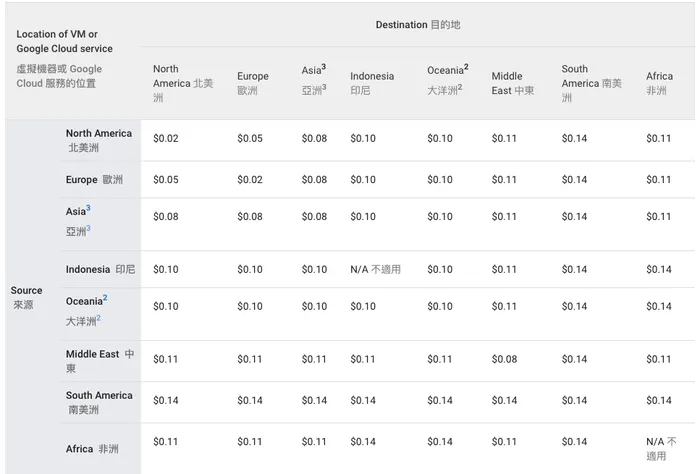 Location of VM or
Google Cloud service
虛擬機器或 Google
Cloud 服務的位置
Destination 目的地
North
America 北美
洲
Europe
歐洲
Asia3
亞洲3
Indonesia
印尼
Oceania2
大洋洲2
Middle
East 中東
South
America 南美
洲
Africa
非洲
Source
來源
North America
北美洲
$0.02 $0.05 $0.08 $0.10 $0.10 $0.11 $0.14 $0.11
Europe 歐洲 $0.05 $0.02 $0.08 $0.10 $0.10 $0.11 $0.14 $0.11
Asia3
亞洲3
$0.08 $0.08 $0.08 $0.10 $0.10 $0.11 $0.14 $0.11
Indonesia 印尼 $0.10 $0.10 $0.10 N/A 不適用 $0.10 $0.11 $0.14 $0.14
Oceania2
大洋洲2
$0.10 $0.10 $0.10 $0.10 $0.10 $0.11 $0.14 $0.14
Middle East 中
東
$0.11 $0.11 $0.11 $0.11 $0.11 $0.08 $0.14 $0.11
South America
南美洲
$0.14 $0.14 $0.14 $0.14 $0.14 $0.14 $0.14 $0.14
Africa 非洲 $0.11 $0.11 $0.11 $0.14 $0.14 $0.11 $0.14 N/A 不
適用